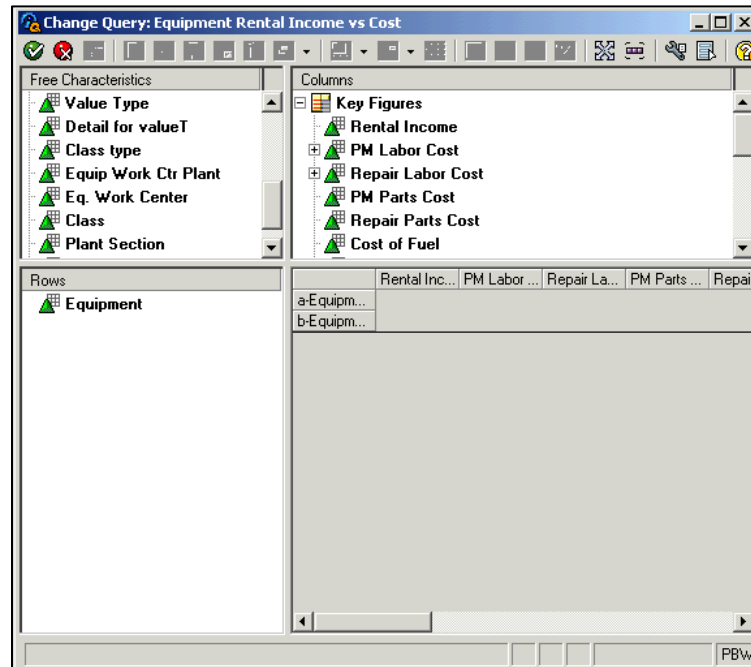 Change Query: Equipment Rental Income vs Cost
Free Characteristics
Value Type
Detail for valueT
Class type
Equip Work Ctr Plant
Eq. Work Center
Class
Plant Section
Columns
Key Figures
Rental Income
PM Labor Cost
Repair Labor Cost
PM Parts Cost
Repair Parts Cost
Cost of Fuel
Rows
Equipment
Rental Inc... PM Labor ... Repair La... PM Parts ... Repai
a-Equipm...
b-Equipm...
PBW